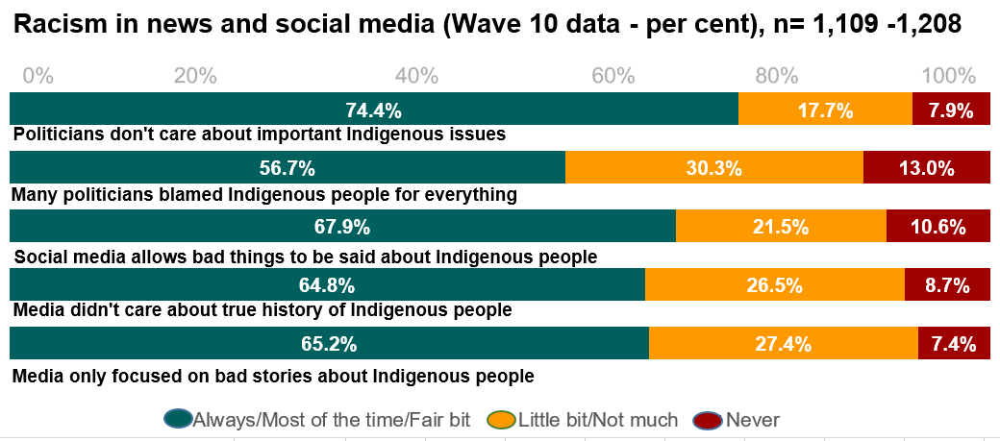 Racism in news and social media (Wave 10 data - per cent), n= 1,109 -1,208
0% 20% 40% 60% 80% 100%
74.4% 17.7% 7.9%
Politicians don't care about important Indigenous issues
56.7% 30.3% 13.0%
Many politicians blamed Indigenous people for everything
67.9% 21.5% 10.6%
Social media allows bad things to be said about Indigenous people
64.8% 26.5% 8.7%
Media didn't care about true history of Indigenous people
65.2% 27.4% 7.4%
Media only focused on bad stories about Indigenous people
Always/Most of the time/Fair bit Little bit/Not much Never